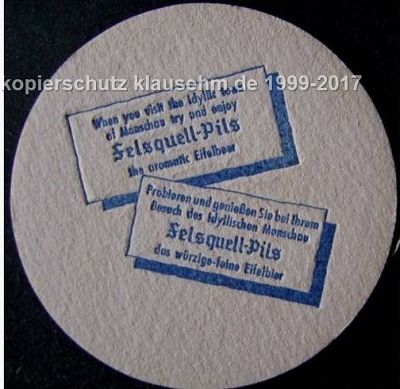 kopierschutz klausehm.de 1999-2017
When you visit the idyllic town
of Monschau try and enjoy
Felsquell-Pils
the aromatic Eifelbeer
Probieren und genießen Sie bei Ihrem
Besuch des idyllischen Monschau
Felsquell-Pils
das würzige-feine Eifelbier